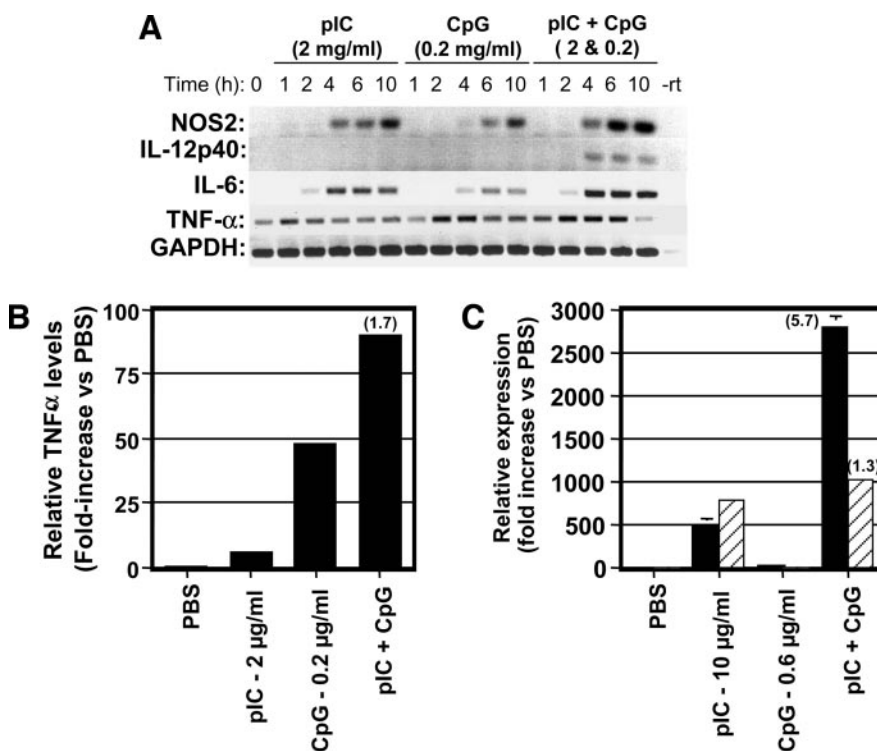 A
pIC CpG pIC + CpG
(2 mg/ml) (0.2 mg/ml) ( 2 & 0.2)
Time (h): 0 1 2 4 6 10 1 2 4 6 10 1 2 4 6 10 -rt
NOS2:
IL-12p40:
IL-6:
TNF-α:
GAPDH:
B
Relative TNFα levels
(Fold-increase vs PBS)
100
75
50
25
0
(1.7)
PBS
pIC - 2 µg/ml
CpG - 0.2 µg/ml
pIC + CpG
C
Relative expression
(fold increase vs PBS)
3000
2500
2000
1500
1000
500
0
(5.7)
(1.3)
PBS
pIC - 10 µg/ml
CpG - 0.6 µg/ml
pIC + CpG